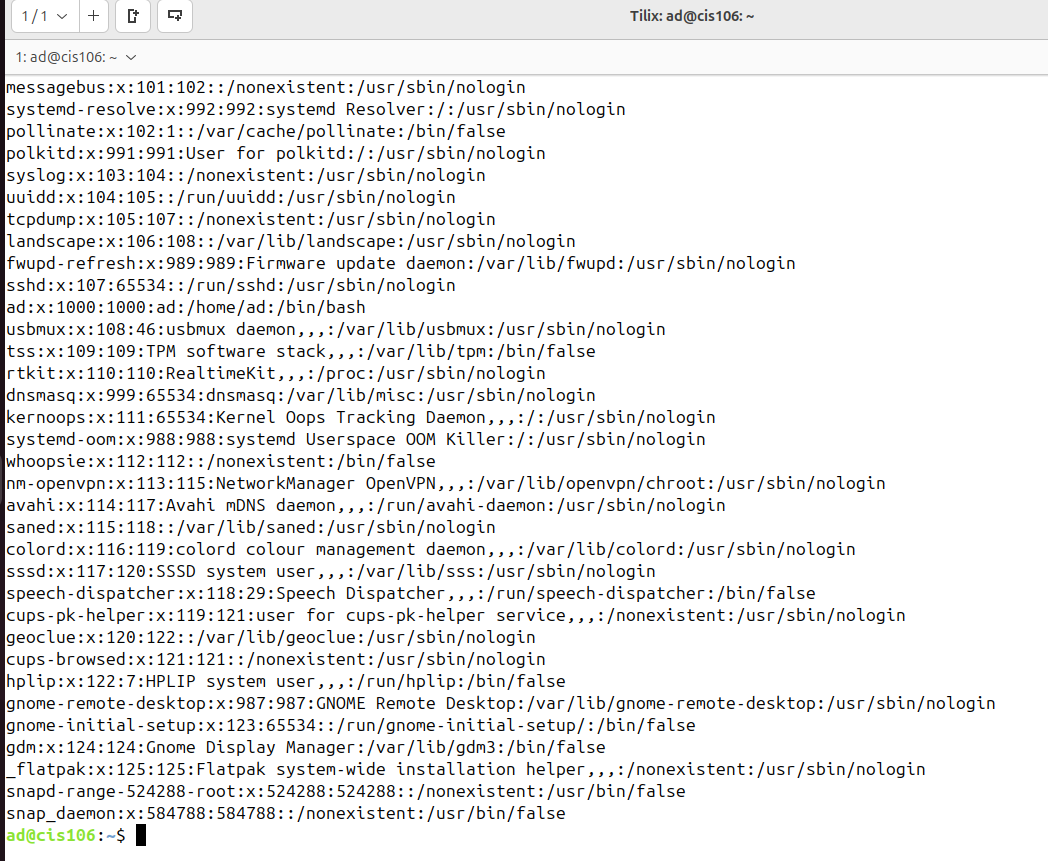 1 / 1
Tilix: ad@cis106: ~
1: ad@cis106: ~
messagebus:x:101:102::/nonexistent:/usr/sbin/nologin
systemd-resolve:x:992:992:systemd Resolver:/:/usr/sbin/nologin
pollinate:x:102:1::/var/cache/pollinate:/bin/false
polkitd:x:991:991:User for polkitd:/:/usr/sbin/nologin
syslog:x:103:104::/nonexistent:/usr/sbin/nologin
uuidd:x:104:105::/run/uuidd:/usr/sbin/nologin
tcpdump:x:105:107::/nonexistent:/usr/sbin/nologin
landscape:x:106:108::/var/lib/landscape:/usr/sbin/nologin
fwupd-refresh:x:989:989:Firmware update daemon:/var/lib/fwupd:/usr/sbin/nologin
sshd:x:107:65534::/run/sshd:/usr/sbin/nologin
ad:x:1000:1000:ad:/home/ad:/bin/bash
usbmux:x:108:46:usbmux daemon,,,:/var/lib/usbmux:/usr/sbin/nologin
tss:x:109:109:TPM software stack,,,:/var/lib/tpm:/bin/false
rtkit:x:110:110:RealtimeKit,,,:/proc:/usr/sbin/nologin
dnsmasq:x:999:65534:dnsmasq:/var/lib/misc:/usr/sbin/nologin
kernoops:x:111:65534:Kernel Oops Tracking Daemon,,,:/:/usr/sbin/nologin
systemd-oom:x:988:988:systemd Userspace OOM Killer:/:/usr/sbin/nologin
whoopsie:x:112:112::/nonexistent:/bin/false
nm-openvpn:x:113:115:NetworkManager OpenVPN,,,:/var/lib/openvpn/chroot:/usr/sbin/nologin
avahi:x:114:117:Avahi mDNS daemon,,,:/run/avahi-daemon:/usr/sbin/nologin
saned:x:115:118::/var/lib/saned:/usr/sbin/nologin
colord:x:116:119:colord colour management daemon,,,:/var/lib/colord:/usr/sbin/nologin
sssd:x:117:120:SSSD system user,,,:/var/lib/sss:/usr/sbin/nologin
speech-dispatcher:x:118:29:Speech Dispatcher,,,:/run/speech-dispatcher:/bin/false
cups-pk-helper:x:119:121:user for cups-pk-helper service,,,:/nonexistent:/usr/sbin/nologin
geoclue:x:120:122::/var/lib/geoclue:/usr/sbin/nologin
cups-browsed:x:121:121::/nonexistent:/usr/sbin/nologin
hplip:x:122:7:HPLIP system user,,,:/run/hplip:/bin/false
gnome-remote-desktop:x:987:987:GNOME Remote Desktop:/var/lib/gnome-remote-desktop:/usr/sbin/nologin
gnome-initial-setup:x:123:65534::/run/gnome-initial-setup/:/bin/false
gdm:x:124:124:Gnome Display Manager:/var/lib/gdm3:/bin/false
_flatpak:x:125:125:Flatpak system-wide installation helper,,,:/nonexistent:/usr/sbin/nologin
snapd-range-524288-root:x:524288:524288::/nonexistent:/usr/bin/false
snap_daemon:x:584788:584788::/nonexistent:/usr/bin/false
ad@cis106:~$